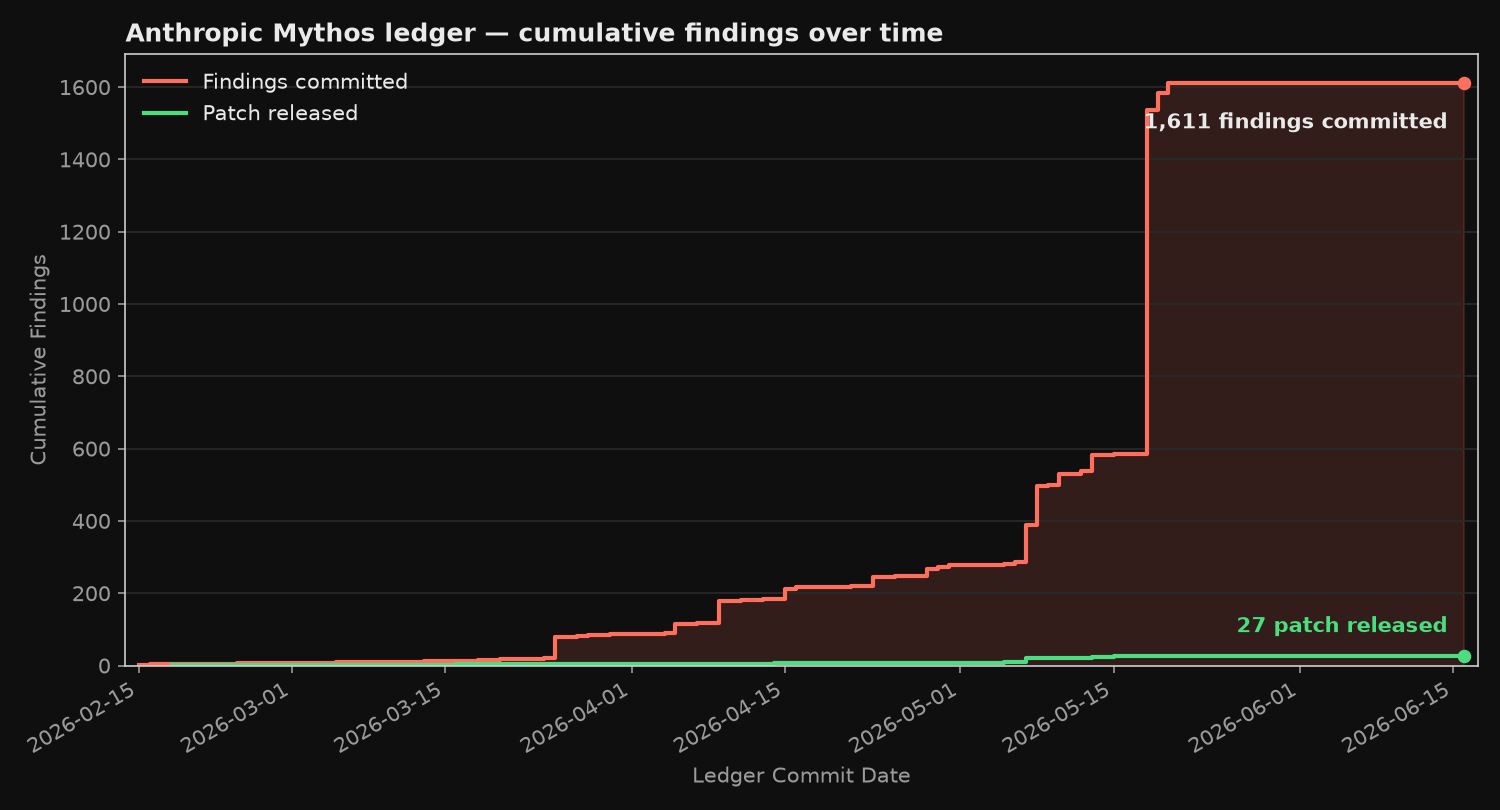 Anthropic Mythos ledger — cumulative findings over time
Findings committed
Patch released
1600
1400
1200
1000
800
600
400
200
0
Cumulative Findings
1,611 findings committed
27 patch released
2026-02-15
2026-03-01
2026-03-15
2026-04-01
2026-04-15
2026-05-01
2026-05-15
2026-06-01
2026-06-15
Ledger Commit Date